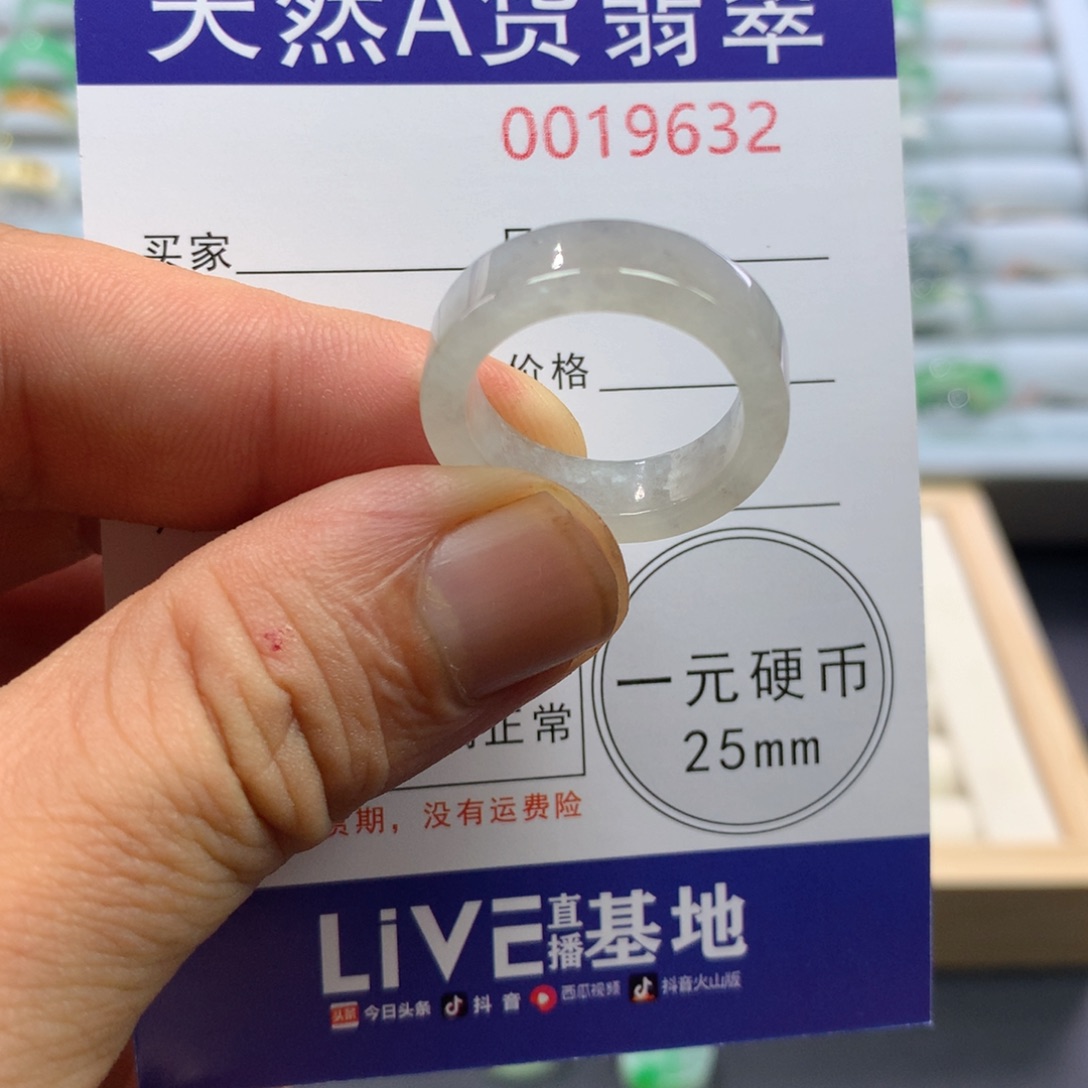 天然A货翡翠
0019632
买家
价格
一元硬币
25mm
正常
货期，没有运费险
LiVE直播基地
今日头条 抖音 西瓜视频 抖音火山版